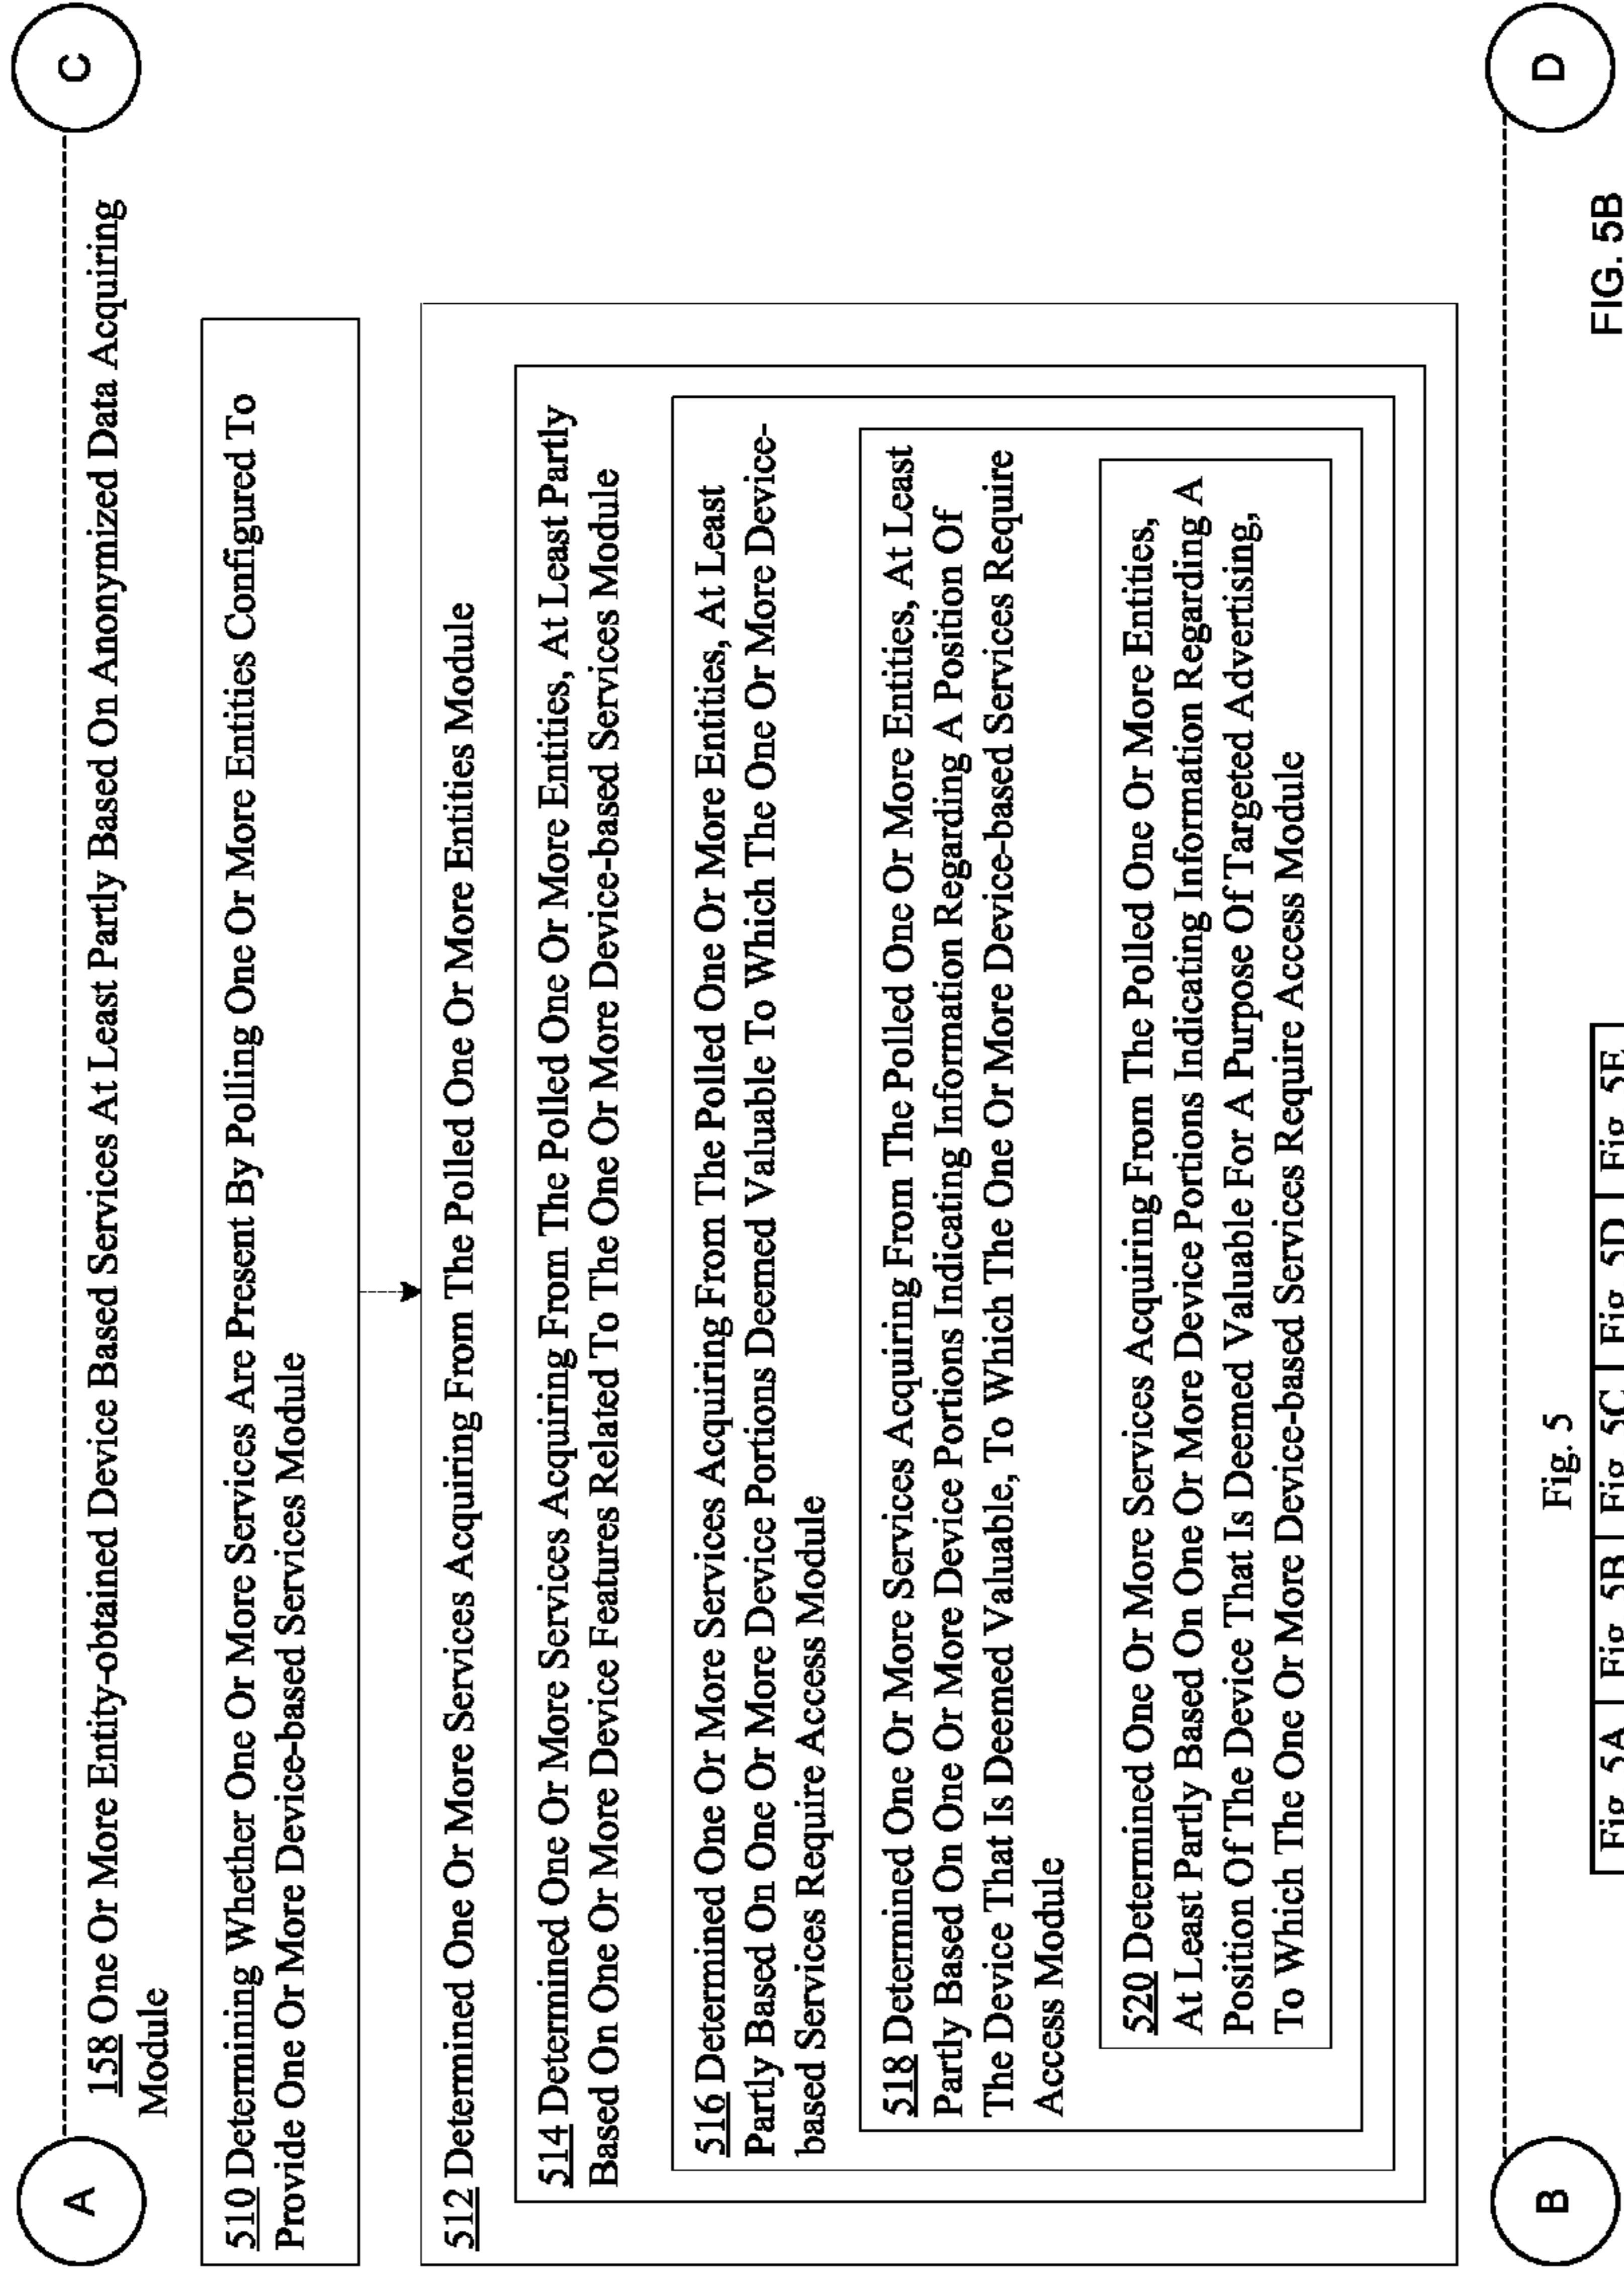 A
C
158 One Or More Entity-obtained Device Based Services At Least Partly Based On Anonymized Data Acquiring
Module
510 Determining Whether One Or More Services Are Present By Polling One Or More Entities Configured To
Provide One Or More Device-based Services Module
512 Determined One Or More Services Acquiring From The Polled One Or More Entities Module
514 Determined One Or More Services Acquiring From The Polled One Or More Entities, At Least Partly
Based On One Or More Device Features Related To The One Or More Device-based Services Module
516 Determined One Or More Services Acquiring From The Polled One Or More Entities, At Least
Partly Based On One Or More Device Portions Deemed Valuable To Which The One Or More Device-
based Services Require Access Module
518 Determined One Or More Services Acquiring From The Polled One Or More Entities, At Least
Partly Based On One Or More Device Portions Indicating Information Regarding A Position Of
The Device That Is Deemed Valuable, To Which The One Or More Device-based Services Require
Access Module
520 Determined One Or More Services Acquiring From The Polled One Or More Entities,
At Least Partly Based On One Or More Device Portions Indicating Information Regarding A
Position Of The Device That Is Deemed Valuable For A Purpose Of Targeted Advertising,
To Which The One Or More Device-based Services Require Access Module
B
D
Fig. 5
Fig. 5A Fig. 5B Fig. 5C Fig. 5D Fig. 5E
FIG. 5B